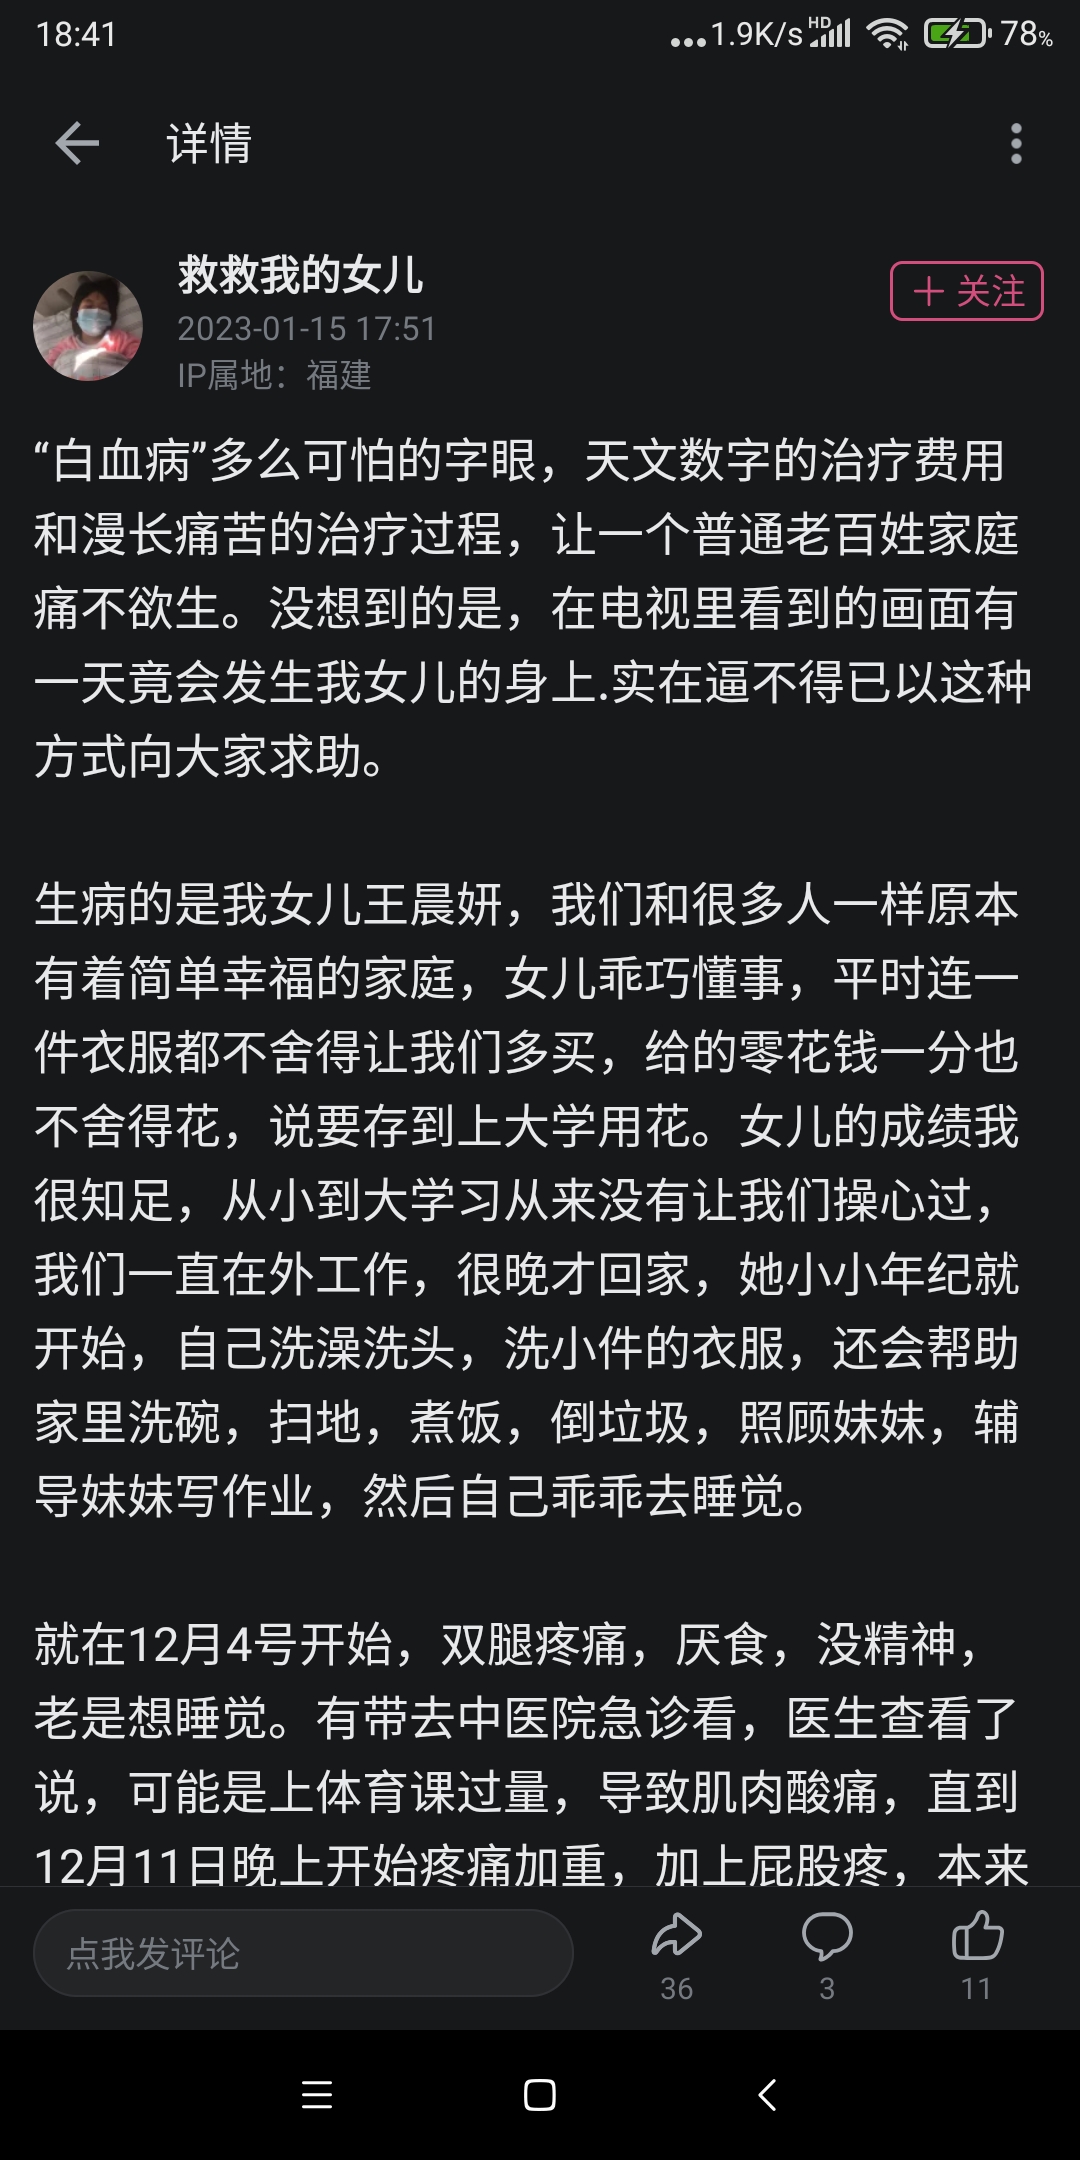 18:41
...1.9K/s HD 78%
详情
救救我的女儿
2023-01-15 17:51
IP属地：福建
＋关注
“白血病”多么可怕的字眼，天文数字的治疗费用
和漫长痛苦的治疗过程，让一个普通老百姓家庭
痛不欲生。没想到的是，在电视里看到的画面有
一天竟会发生我女儿的身上.实在逼不得已以这种
方式向大家求助。
生病的是我女儿王晨妍，我们和很多人一样原本
有着简单幸福的家庭，女儿乖巧懂事，平时连一
件衣服都不舍得让我们多买，给的零花钱一分也
不舍得花，说要存到上大学用花。女儿的成绩我
很知足，从小到大学习从来没有让我们操心过，
我们一直在外工作，很晚才回家，她小小年纪就
开始，自己洗澡洗头，洗小件的衣服，还会帮助
家里洗碗，扫地，煮饭，倒垃圾，照顾妹妹，辅
导妹妹写作业，然后自己乖乖去睡觉。
就在12月4号开始，双腿疼痛，厌食，没精神，
老是想睡觉。有带去中医院急诊看，医生查看了
说，可能是上体育课过量，导致肌肉酸痛，直到
12月11日晚上开始疼痛加重，加上屁股疼，本来
点我发评论
36
3
11